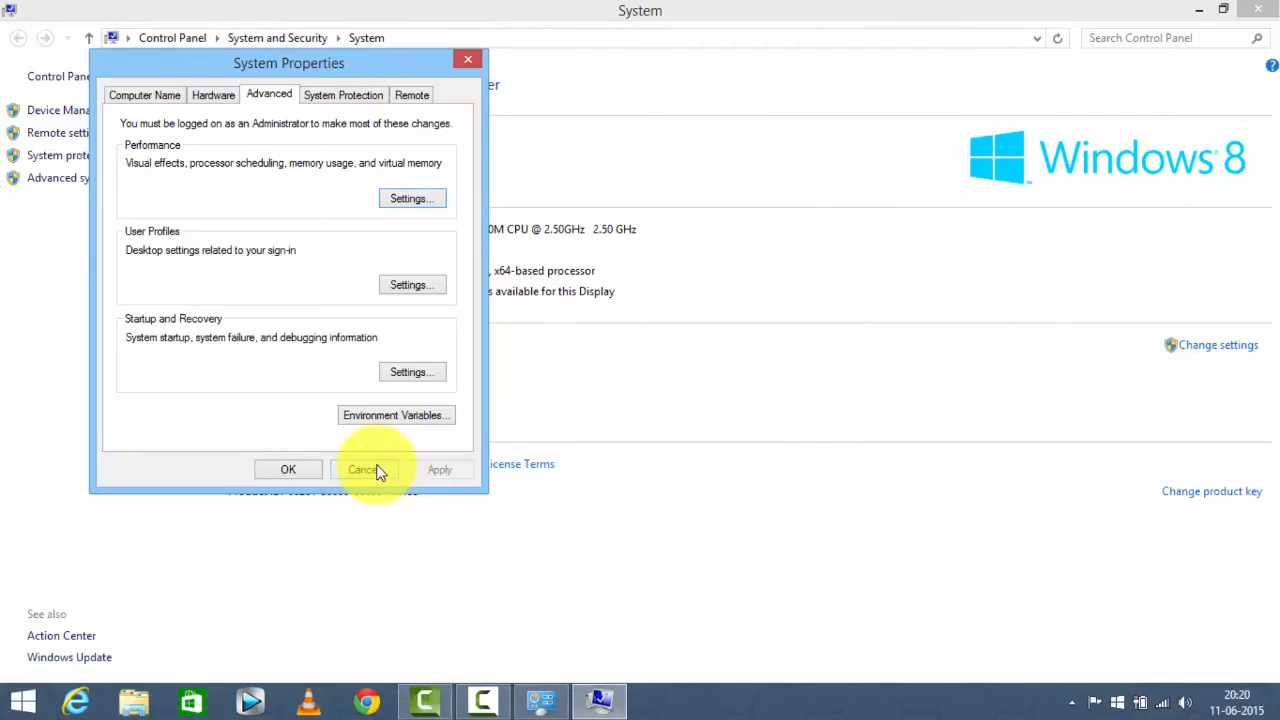 System
Control Panel
System and Security
System
Search Control Panel
System Properties
Control Pane
Computer Name
Hardware
Advanced
System Protection
Remote
er
Device Mana
Remote setti
System prote
Advanced sy
You must be logged on as an Administrator to make most of these changes.
Performance
Visual effects, processor scheduling, memory usage, and virtual memory
Settings...
Windows 8
User Profiles
Desktop settings related to your sign-in
Settings...
0M CPU @ 2.50GHz 2.50 GHz
, x64-based processor
s available for this Display
Startup and Recovery
System startup, system failure, and debugging information
Settings...
Change settings
Environment Variables...
OK
Cancel
Apply
icense Terms
Change product key
See also
Action Center
Windows Update
20:20
11-06-2015